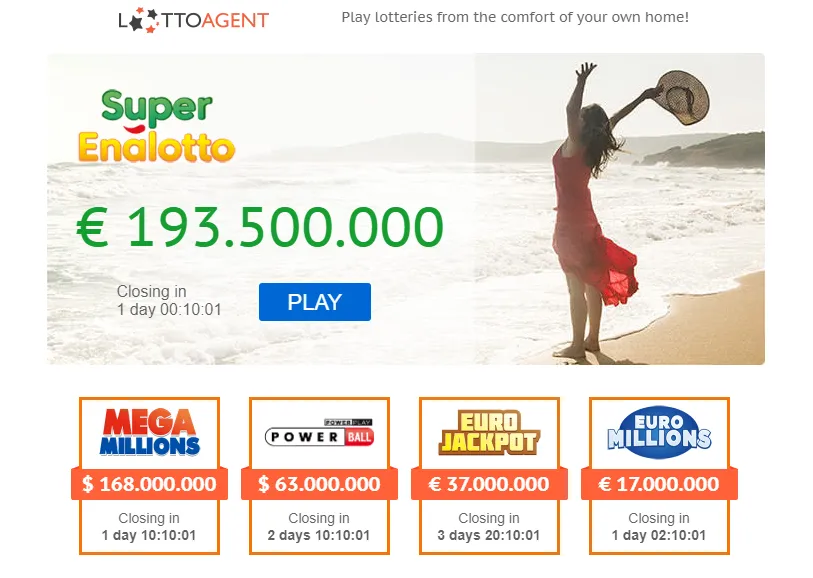 LOTTOAGENT
Play lotteries from the comfort of your own home!
Super
Enalotto
€ 193.500.000
Closing in
1 day 00:10:01
PLAY
MEGA
MILLIONS
$ 168.000.000
Closing in
1 day 10:10:01
POWER PLAY
POWER BALL
$ 63.000.000
Closing in
2 days 10:10:01
EURO
JACKPOT
€ 37.000.000
Closing in
3 days 20:10:01
EURO
MILLIONS
€ 17.000.000
Closing in
1 day 02:10:01